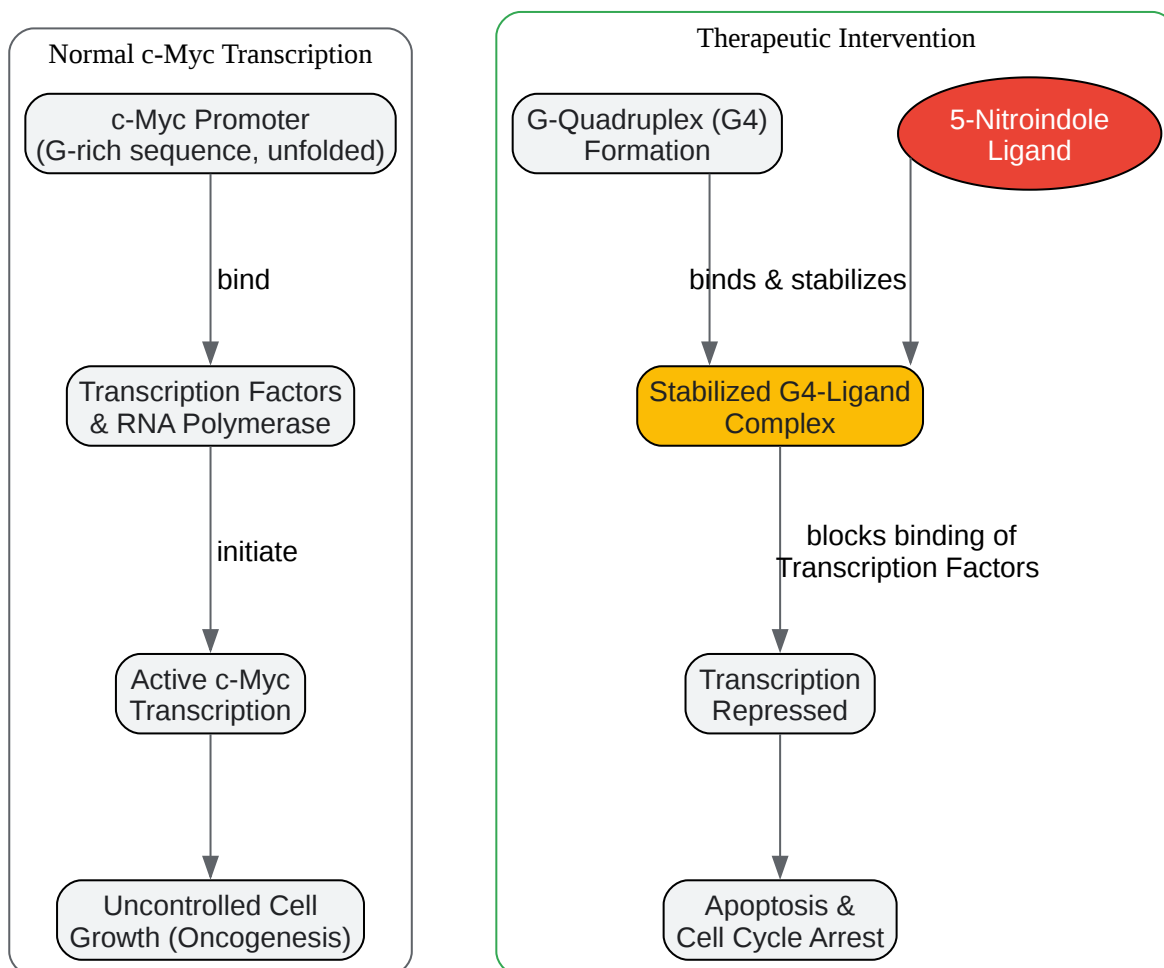 Normal c-Myc Transcription
c-Myc Promoter
(G-rich sequence, unfolded)
bind
Transcription Factors
& RNA Polymerase
initiate
Active c-Myc
Transcription
Uncontrolled Cell
Growth (Oncogenesis)
Therapeutic Intervention
G-Quadruplex (G4)
Formation
5-Nitroindole
Ligand
binds & stabilizes
Stabilized G4-Ligand
Complex
blocks binding of
Transcription Factors
Transcription
Repressed
Apoptosis &
Cell Cycle Arrest